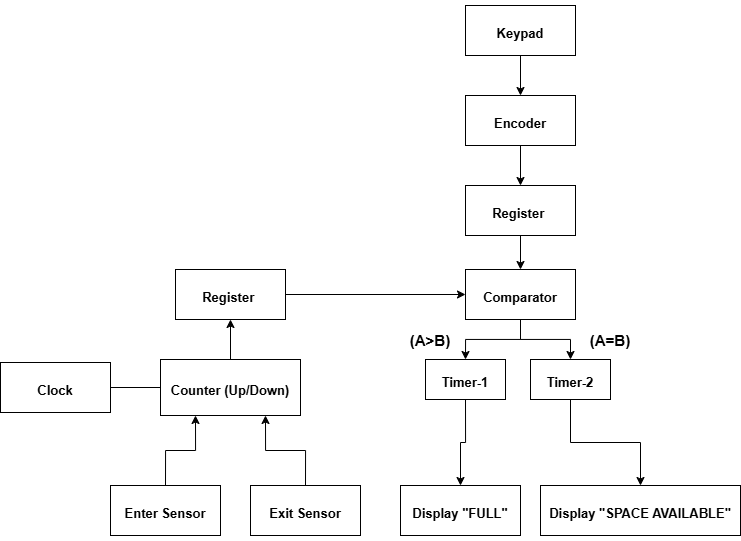 Keypad
Encoder
Register
Register
Comparator
(A>B)
(A=B)
Clock
Counter (Up/Down)
Timer-1
Timer-2
Enter Sensor
Exit Sensor
Display "FULL"
Display "SPACE AVAILABLE"